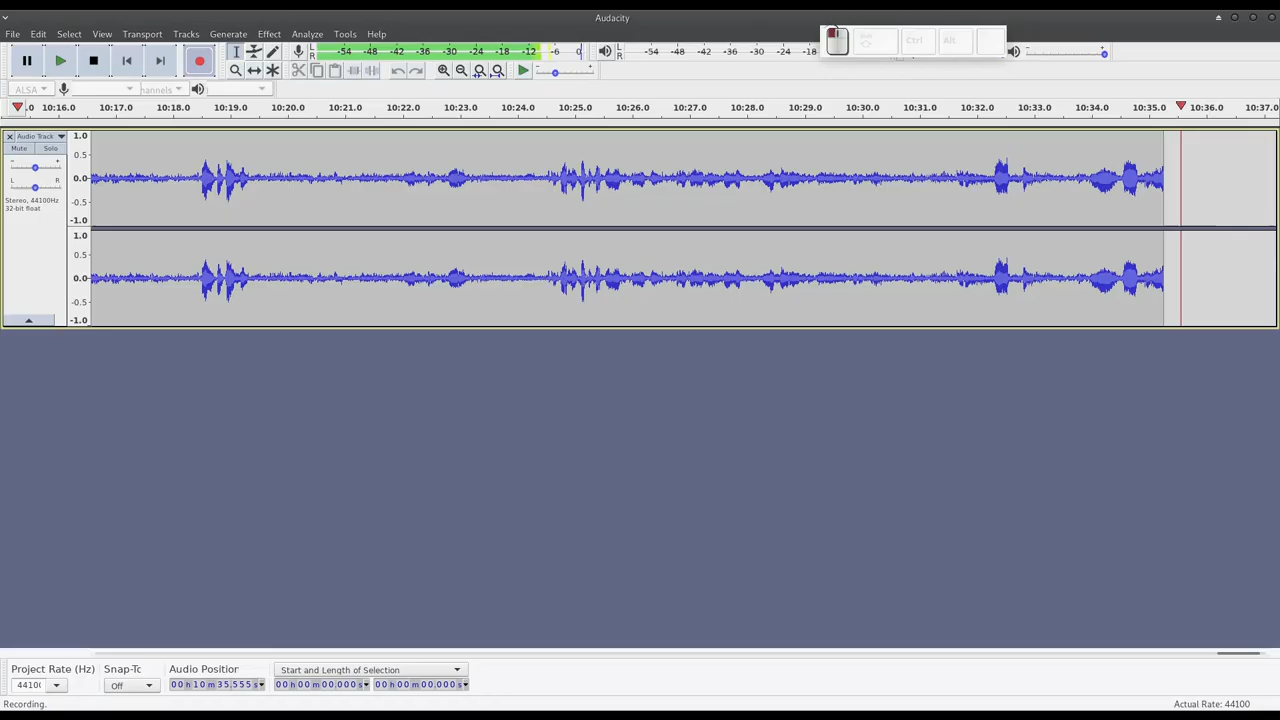 Audacity
File Edit Select View Transport Tracks Generate Effect Analyze Tools Help
L R -54 -48 -42 -36 -30 -24 -18 -12 -6 0 L R -54 -48 -42 -36 -30 -24 -18 Ctrl Alt
ALSA hannels
.0 10:16.0 10:17.0 10:18.0 10:19.0 10:20.0 10:21.0 10:22.0 10:23.0 10:24.0 10:25.0 10:26.0 10:27.0 10:28.0 10:29.0 10:30.0 10:31.0 10:32.0 10:33.0 10:34.0 10:35.0 10:36.0 10:37.0
Audio Track
Mute Solo
- +
L R
Stereo, 44100Hz
32-bit float
1.0
0.5
0.0
-0.5
-1.0
1.0
0.5
0.0
-0.5
-1.0
Project Rate (Hz) Snap-Tc Audio Position Start and Length of Selection
4410( Off 00 h 10 m 35,555 s 00 h 00 m 00,000 s 00 h 00 m 00,000 s
Recording. Actual Rate: 44100